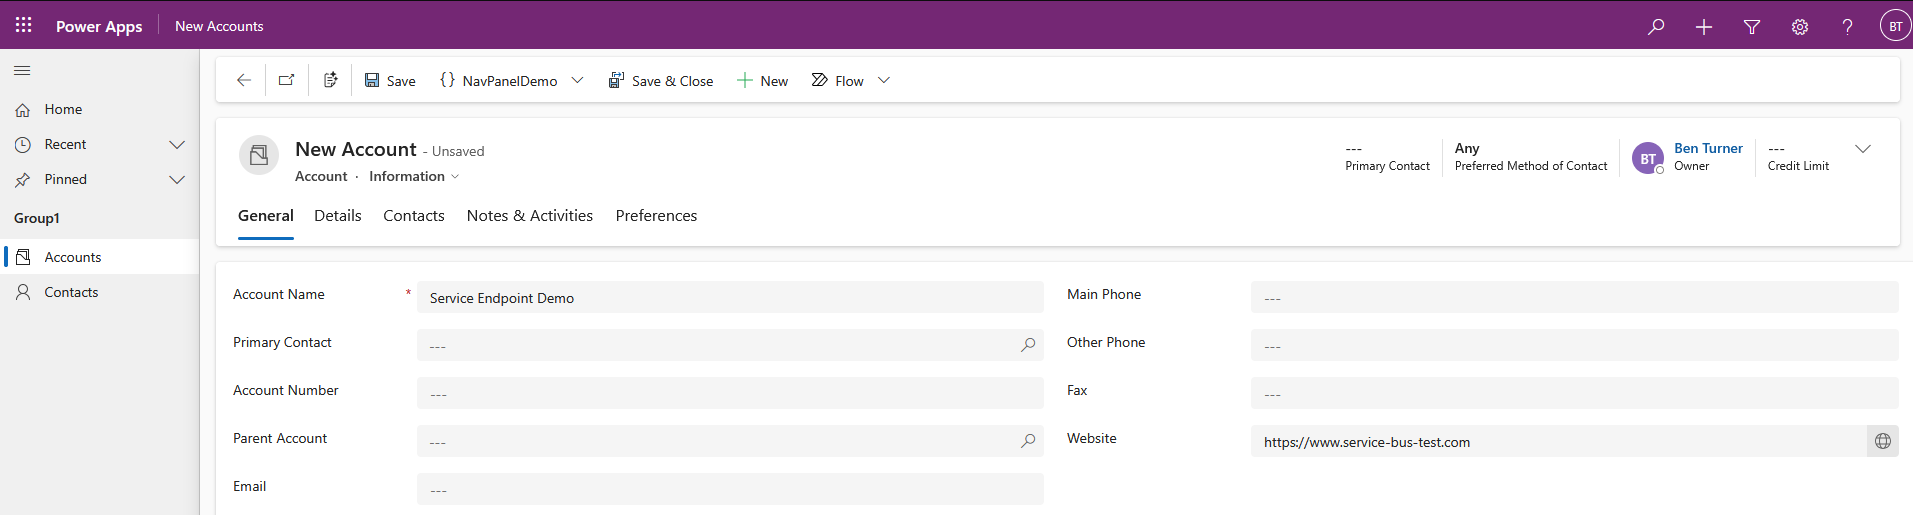 Power Apps New Accounts BT
Save {} NavPanelDemo Save & Close New Flow
Home
Recent
Pinned
Group1
Accounts
Contacts
New Account - Unsaved
Account · Information
--- Primary Contact
Any Preferred Method of Contact
BT Ben Turner Owner
--- Credit Limit
General Details Contacts Notes & Activities Preferences
Account Name * Service Endpoint Demo
Primary Contact ---
Account Number ---
Parent Account ---
Email ---
Main Phone ---
Other Phone ---
Fax ---
Website https://www.service-bus-test.com